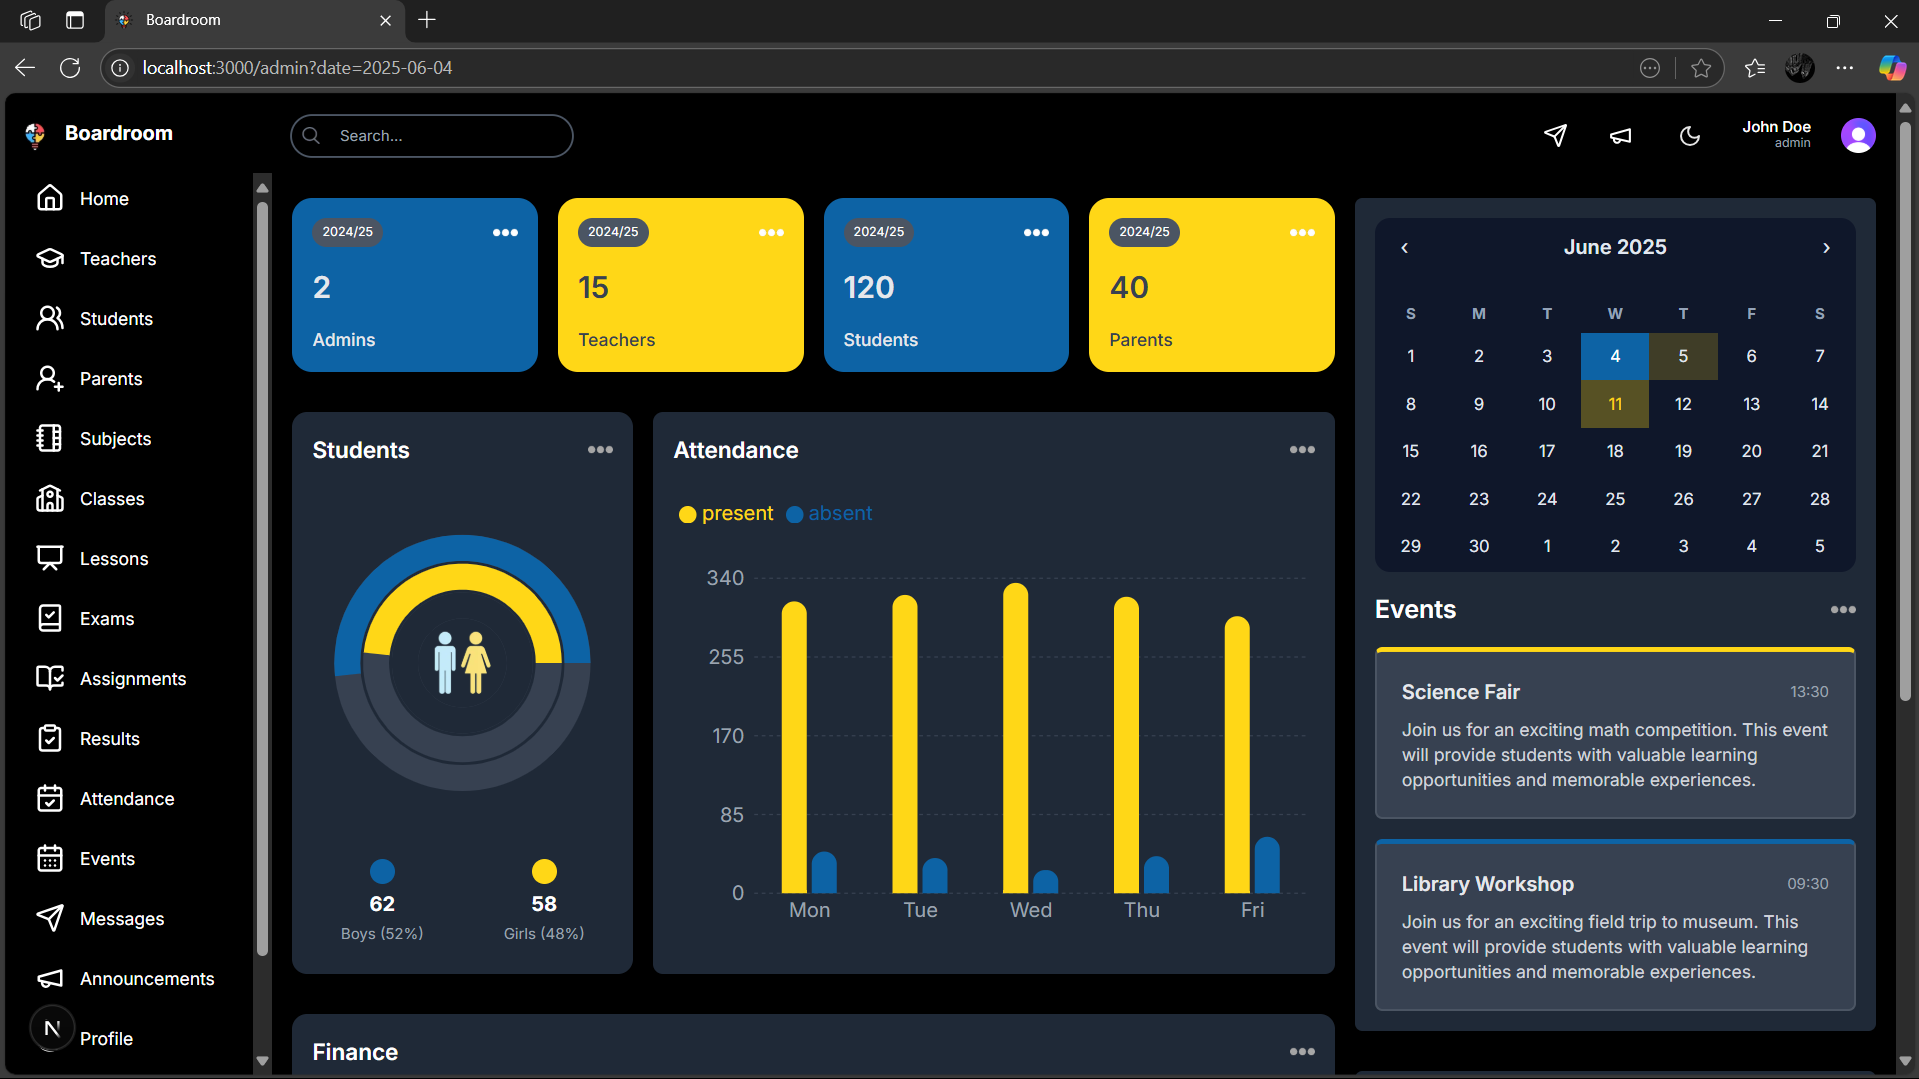 Boardroom
localhost:3000/admin?date=2025-06-04
Boardroom
Search...
John Doe
admin
Home
Teachers
Students
Parents
Subjects
Classes
Lessons
Exams
Assignments
Results
Attendance
Events
Messages
Announcements
N
Profile
2024/25
2
Admins
2024/25
15
Teachers
2024/25
120
Students
2024/25
40
Parents
Students
62
Boys (52%)
58
Girls (48%)
Attendance
present absent
340
255
170
85
0
Mon Tue Wed Thu Fri
Finance
‹ June 2025 ›
S M T W T F S
1 2 3 4 5 6 7
8 9 10 11 12 13 14
15 16 17 18 19 20 21
22 23 24 25 26 27 28
29 30 1 2 3 4 5
Events
Science Fair 13:30
Join us for an exciting math competition. This event
will provide students with valuable learning
opportunities and memorable experiences.
Library Workshop 09:30
Join us for an exciting field trip to museum. This
event will provide students with valuable learning
opportunities and memorable experiences.